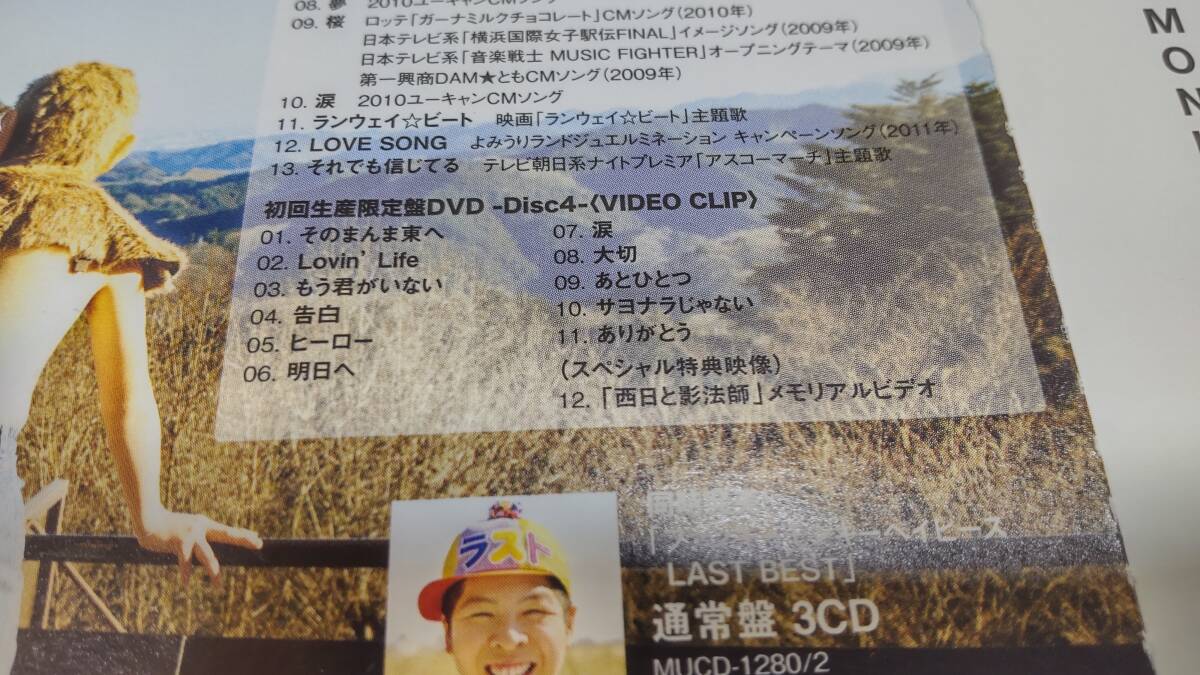 08. 夢 2010ユーキャンCMソング
09. 桜 ロッテ「ガーナミルクチョコレート」CMソング(2010年)
日本テレビ系「横浜国際女子駅伝FINAL」イメージソング(2009年)
日本テレビ系「音楽戦士 MUSIC FIGHTER」オープニングテーマ(2009年)
第一興商DAM★ともCMソング(2009年)
10. 涙 2010ユーキャンCMソング
11. ランウェイ☆ビート 映画「ランウェイ☆ビート」主題歌
12. LOVE SONG よみうりランドジュエルミネーション キャンペーンソング(2011年)
13. それでも信じてる テレビ朝日系ナイトプレミア「アスコーマーチ」主題歌
初回生産限定盤DVD -Disc4-〈VIDEO CLIP〉
01. そのまんま東へ
02. Lovin' Life
03. もう君がいない
04. 告白
05. ヒーロー
06. 明日へ
07. 涙
08. 大切
09. あとひとつ
10. サヨナラじゃない
11. ありがとう
(スペシャル特典映像)
12.「西日と影法師」メモリアルビデオ
ラスト
ーベイビーズ
LAST BEST」
通常盤 3CD
MUCD-1280/2
MON